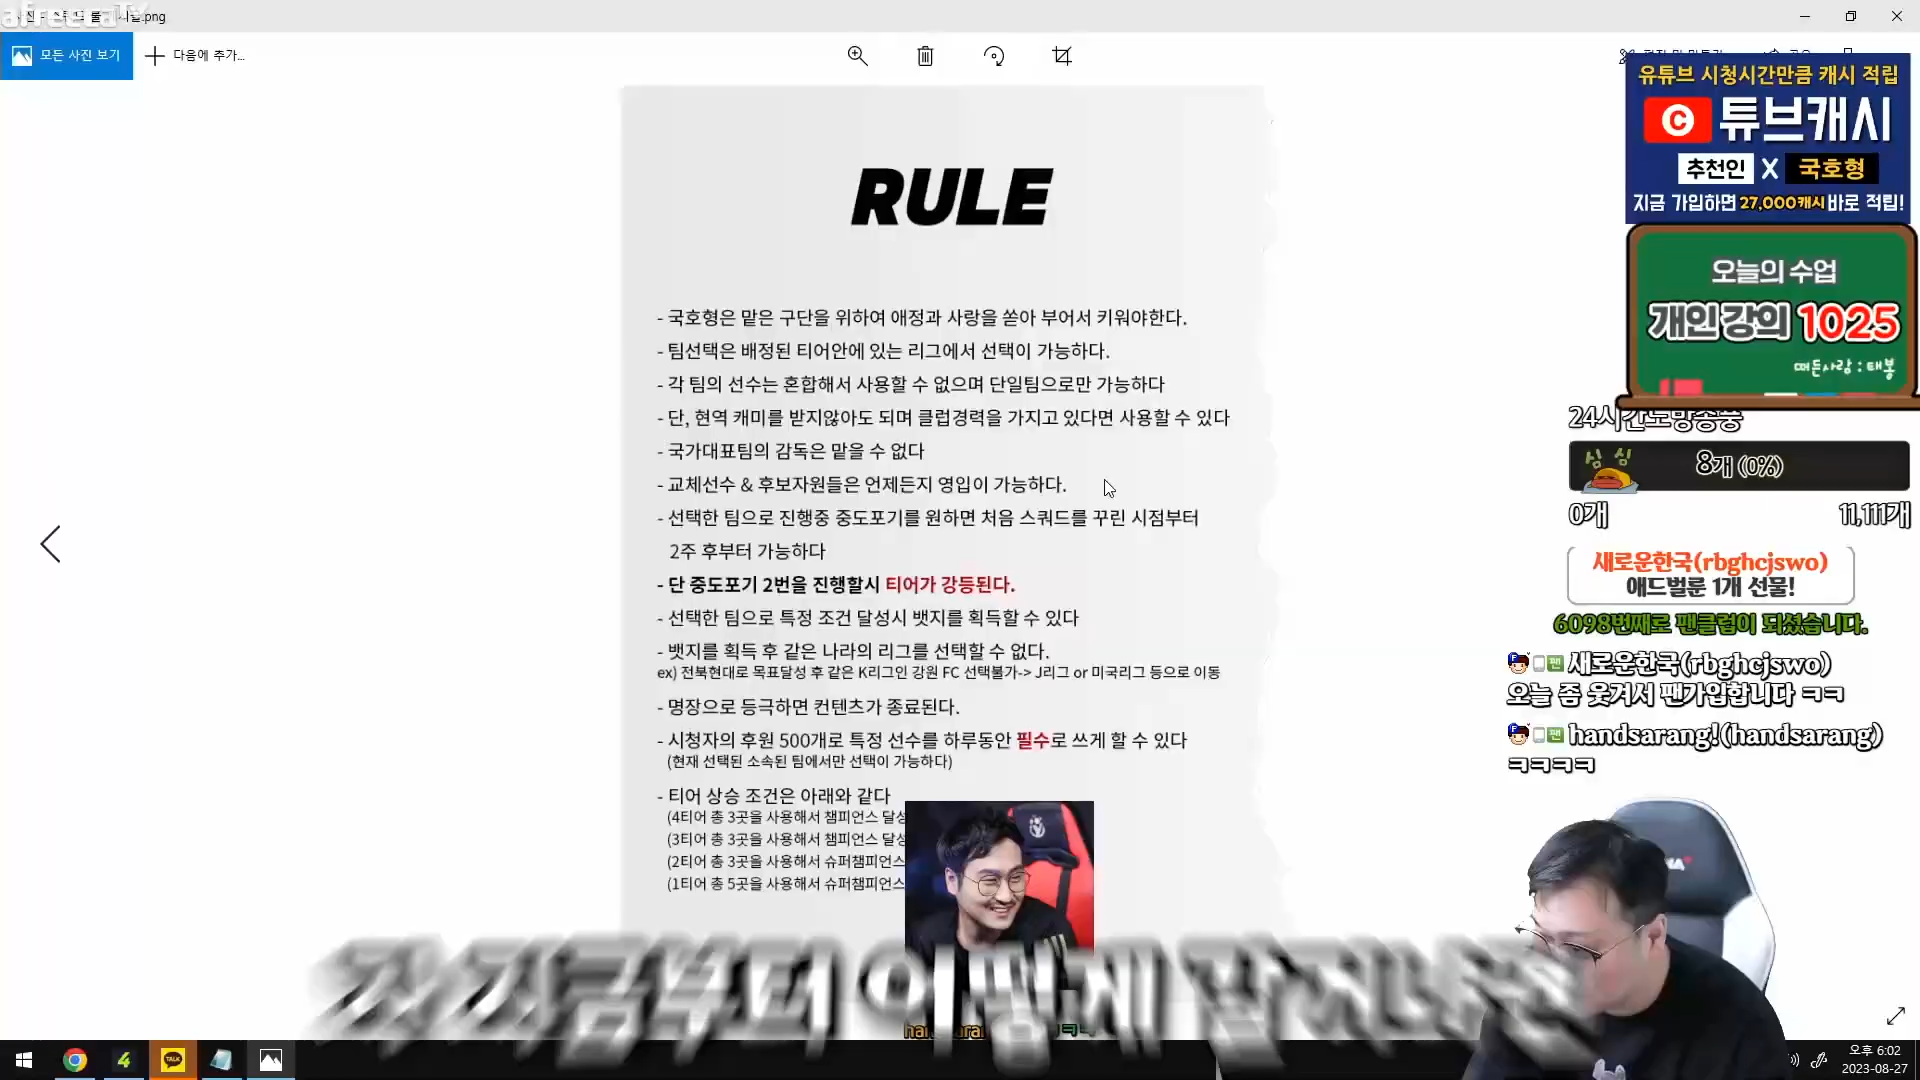 afreecaTV
.png
모든 사진 보기
다음에 추가...
유튜브 시청시간만큼 캐시 적립
튜브캐시
추천인 X 국호형
지금 가입하면 27,000캐시 바로 적립!
오늘의 수업
개인강의 1025
떠든사람 : 태봉
RULE
- 국호형은 맡은 구단을 위하여 애정과 사랑을 쏟아 부어서 키워야한다.
- 팀선택은 배정된 티어안에 있는 리그에서 선택이 가능하다.
- 각 팀의 선수는 혼합해서 사용할 수 없으며 단일팀으로만 가능하다
- 단, 현역 캐미를 받지않아도 되며 클럽경력을 가지고 있다면 사용할 수 있다
- 국가대표팀의 감독은 맡을 수 없다
- 교체선수 & 후보자원들은 언제든지 영입이 가능하다.
- 선택한 팀으로 진행중 중도포기를 원하면 처음 스쿼드를 꾸린 시점부터
2주 후부터 가능하다
- 단 중도포기 2번을 진행할시 티어가 강등된다.
- 선택한 팀으로 특정 조건 달성시 뱃지를 획득할 수 있다
- 뱃지를 획득 후 같은 나라의 리그를 선택할 수 없다.
ex) 전북현대로 목표달성 후 같은 K리그인 강원 FC 선택불가-> J리그 or 미국리그 등으로 이동
- 명장으로 등극하면 컨텐츠가 종료된다.
- 시청자의 후원 500개로 특정 선수를 하루동안 필수로 쓰게 할 수 있다
(현재 선택된 소속된 팀에서만 선택이 가능하다)
- 티어 상승 조건은 아래와 같다
(4티어 총 3곳을 사용해서 챔피언스 달성
(3티어 총 3곳을 사용해서 챔피언스 달성
(2티어 총 3곳을 사용해서 슈퍼챔피언스
(1티어 총 5곳을 사용해서 슈퍼챔피언스
심 심
8개 (0%)
0개
11,111개
새로운한국(rbghcjswo)
애드벌룬 1개 선물!
6098번째로 팬클럽이 되셨습니다.
새로운한국(rbghcjswo)
오늘 좀 웃겨서 팬가입합니다 ㅋㅋ
handsarang!(handsarang)
ㅋㅋㅋㅋ
TALK
오후 6:02
2023-08-27